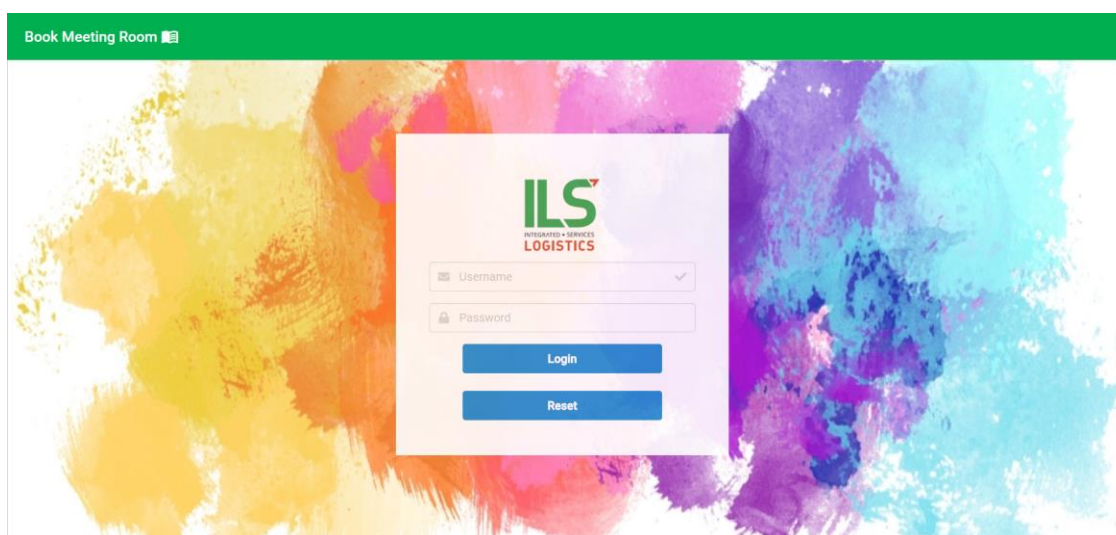 Book Meeting Room
ILS
INTEGRATED • SERVICES
LOGISTICS
Username
Password
Login
Reset